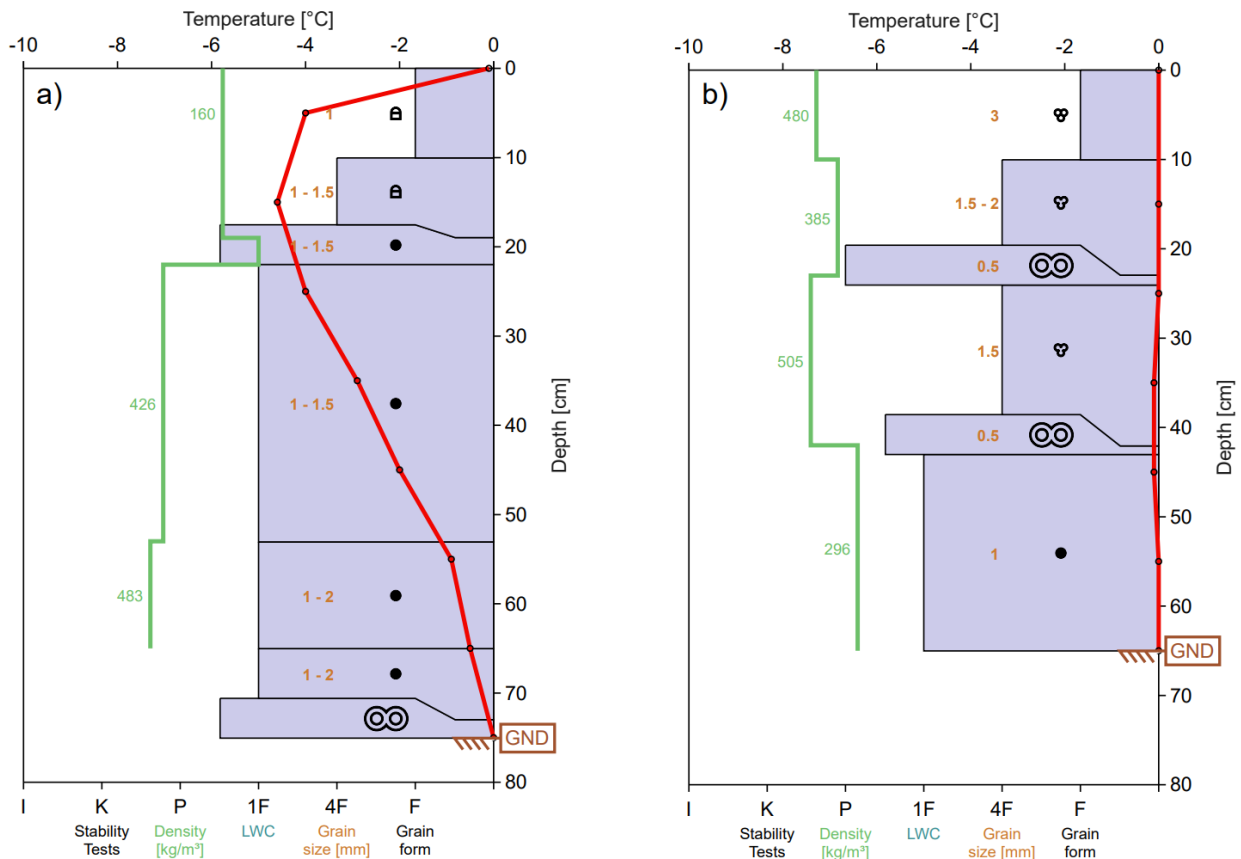 Temperature [°C]
-10 -8 -6 -4 -2 0
a)
160
1
1 - 1.5
1 - 1.5
426
1 - 1.5
483
1 - 2
1 - 2
GND
0
10
20
30
40
50
60
70
80
Depth [cm]
I K P 1F 4F F
Stability Tests
Density [kg/m³]
LWC
Grain size [mm]
Grain form
Temperature [°C]
-10 -8 -6 -4 -2 0
b)
480
3
385
1.5 - 2
0.5
505
1.5
0.5
296
1
GND
0
10
20
30
40
50
60
70
80
Depth [cm]
I K P 1F 4F F
Stability Tests
Density [kg/m³]
LWC
Grain size [mm]
Grain form